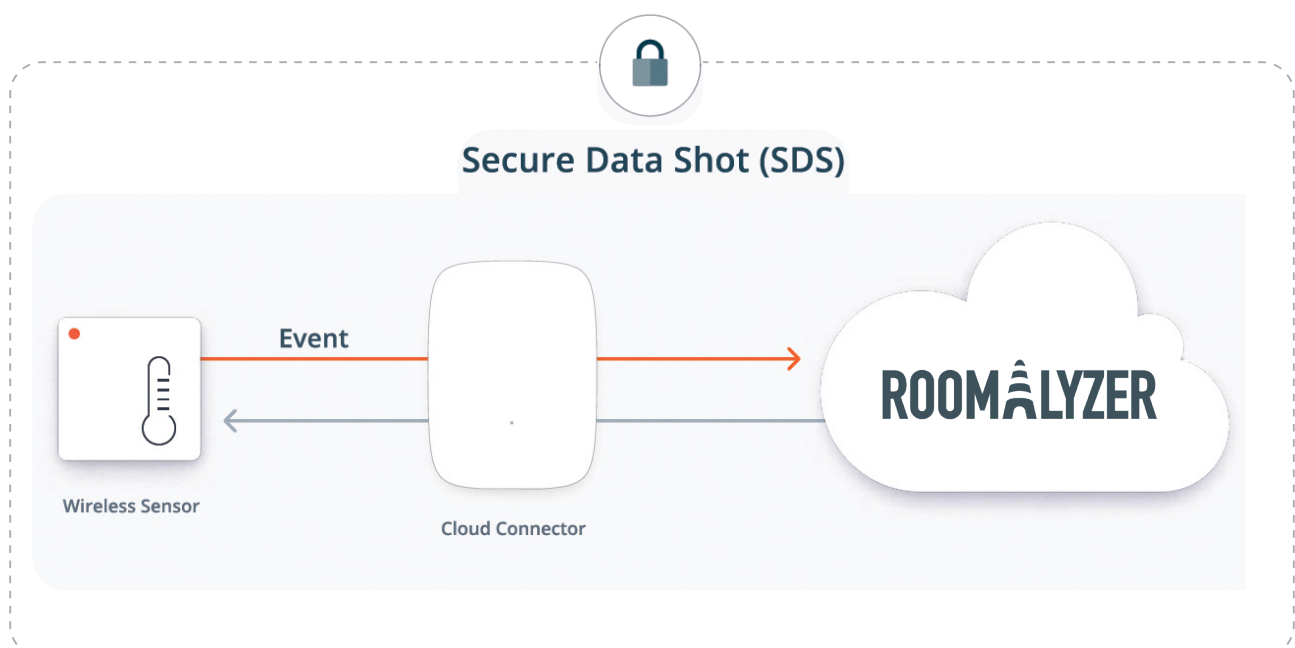 Secure Data Shot (SDS)
Event
ROOMALYZER
Wireless Sensor
Cloud Connector